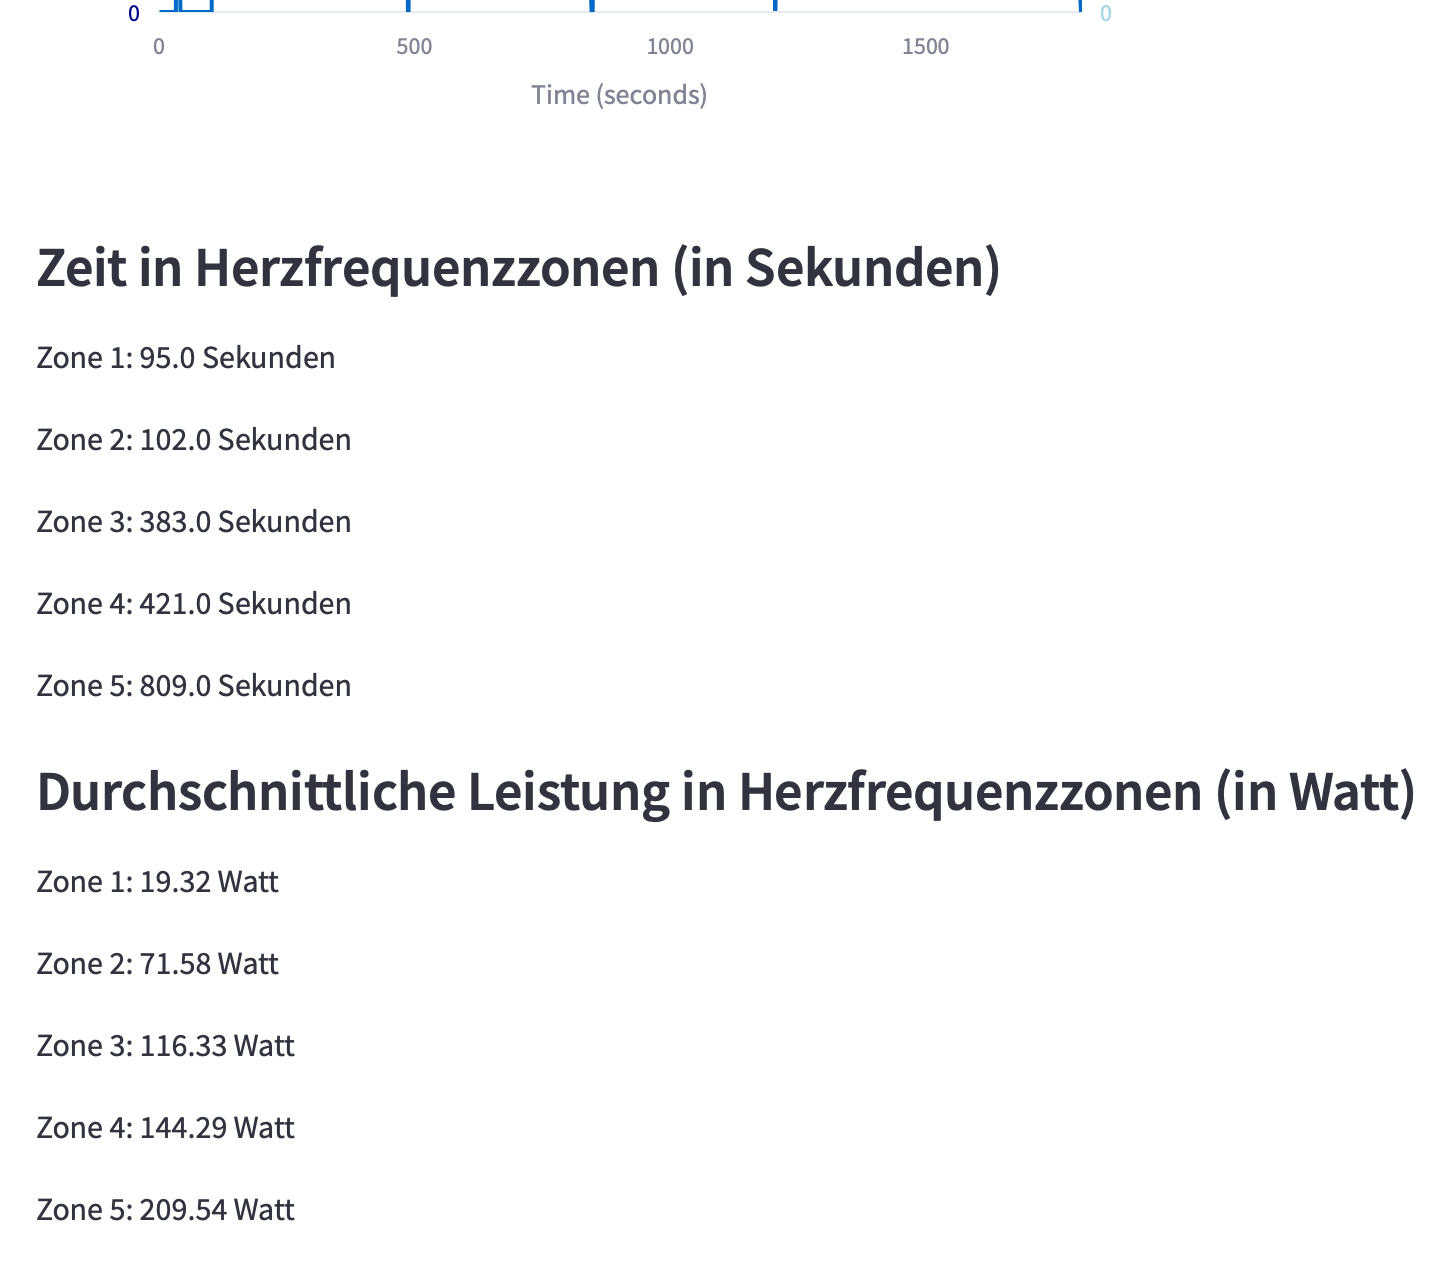 0 0
0 500 1000 1500
Time (seconds)
Zeit in Herzfrequenzzonen (in Sekunden)
Zone 1: 95.0 Sekunden
Zone 2: 102.0 Sekunden
Zone 3: 383.0 Sekunden
Zone 4: 421.0 Sekunden
Zone 5: 809.0 Sekunden
Durchschnittliche Leistung in Herzfrequenzzonen (in Watt)
Zone 1: 19.32 Watt
Zone 2: 71.58 Watt
Zone 3: 116.33 Watt
Zone 4: 144.29 Watt
Zone 5: 209.54 Watt